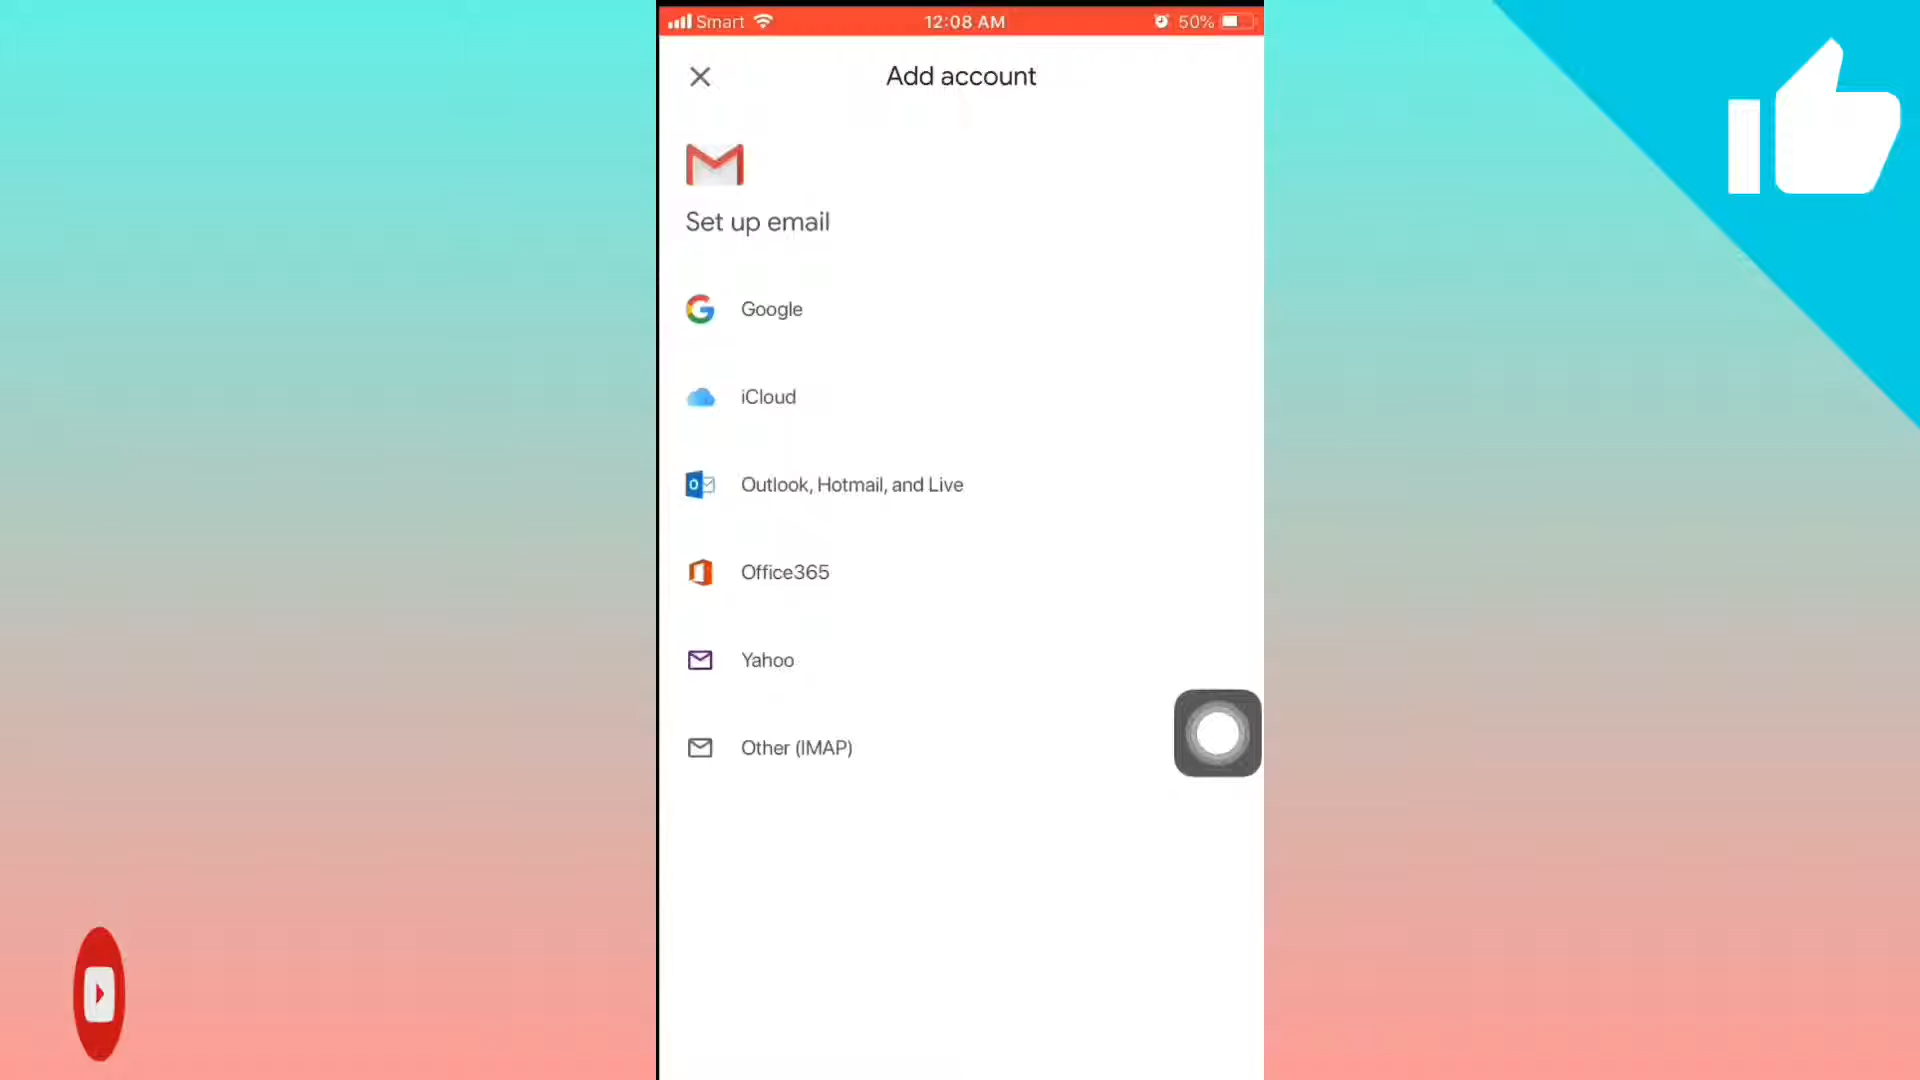 Smart 12:08 AM 50%
Add account
Set up email
Google
iCloud
Outlook, Hotmail, and Live
Office365
Yahoo
Other (IMAP)